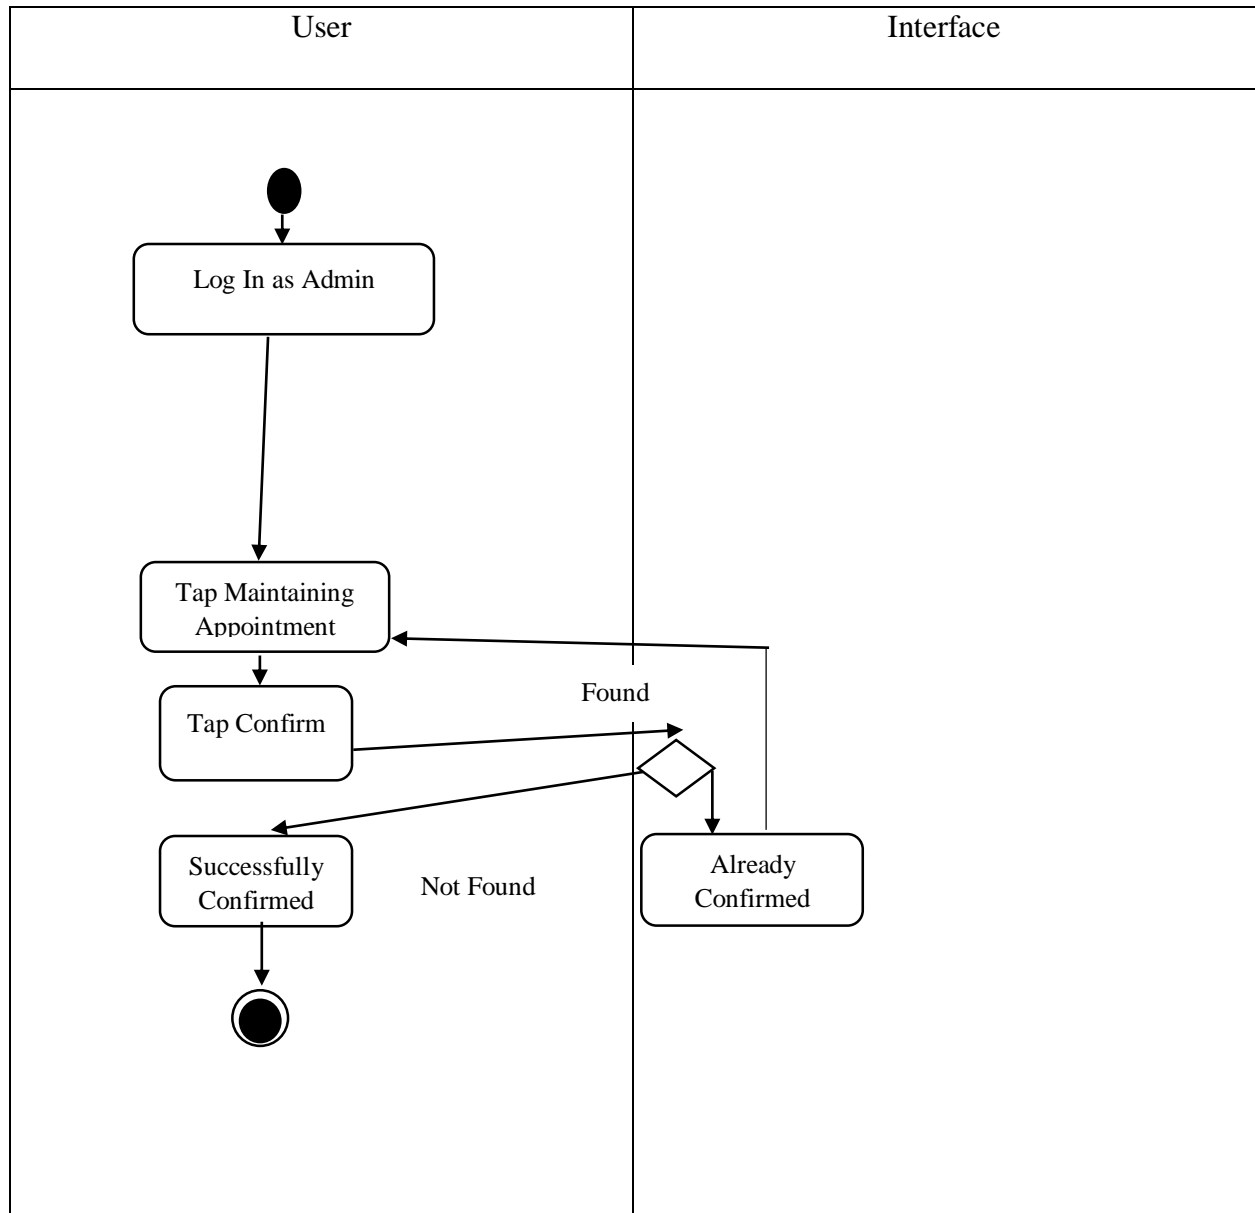 User
Interface
Log In as Admin
Tap Maintaining
Appointment
Found
Tap Confirm
Successfully
Confirmed
Not Found
Already
Confirmed